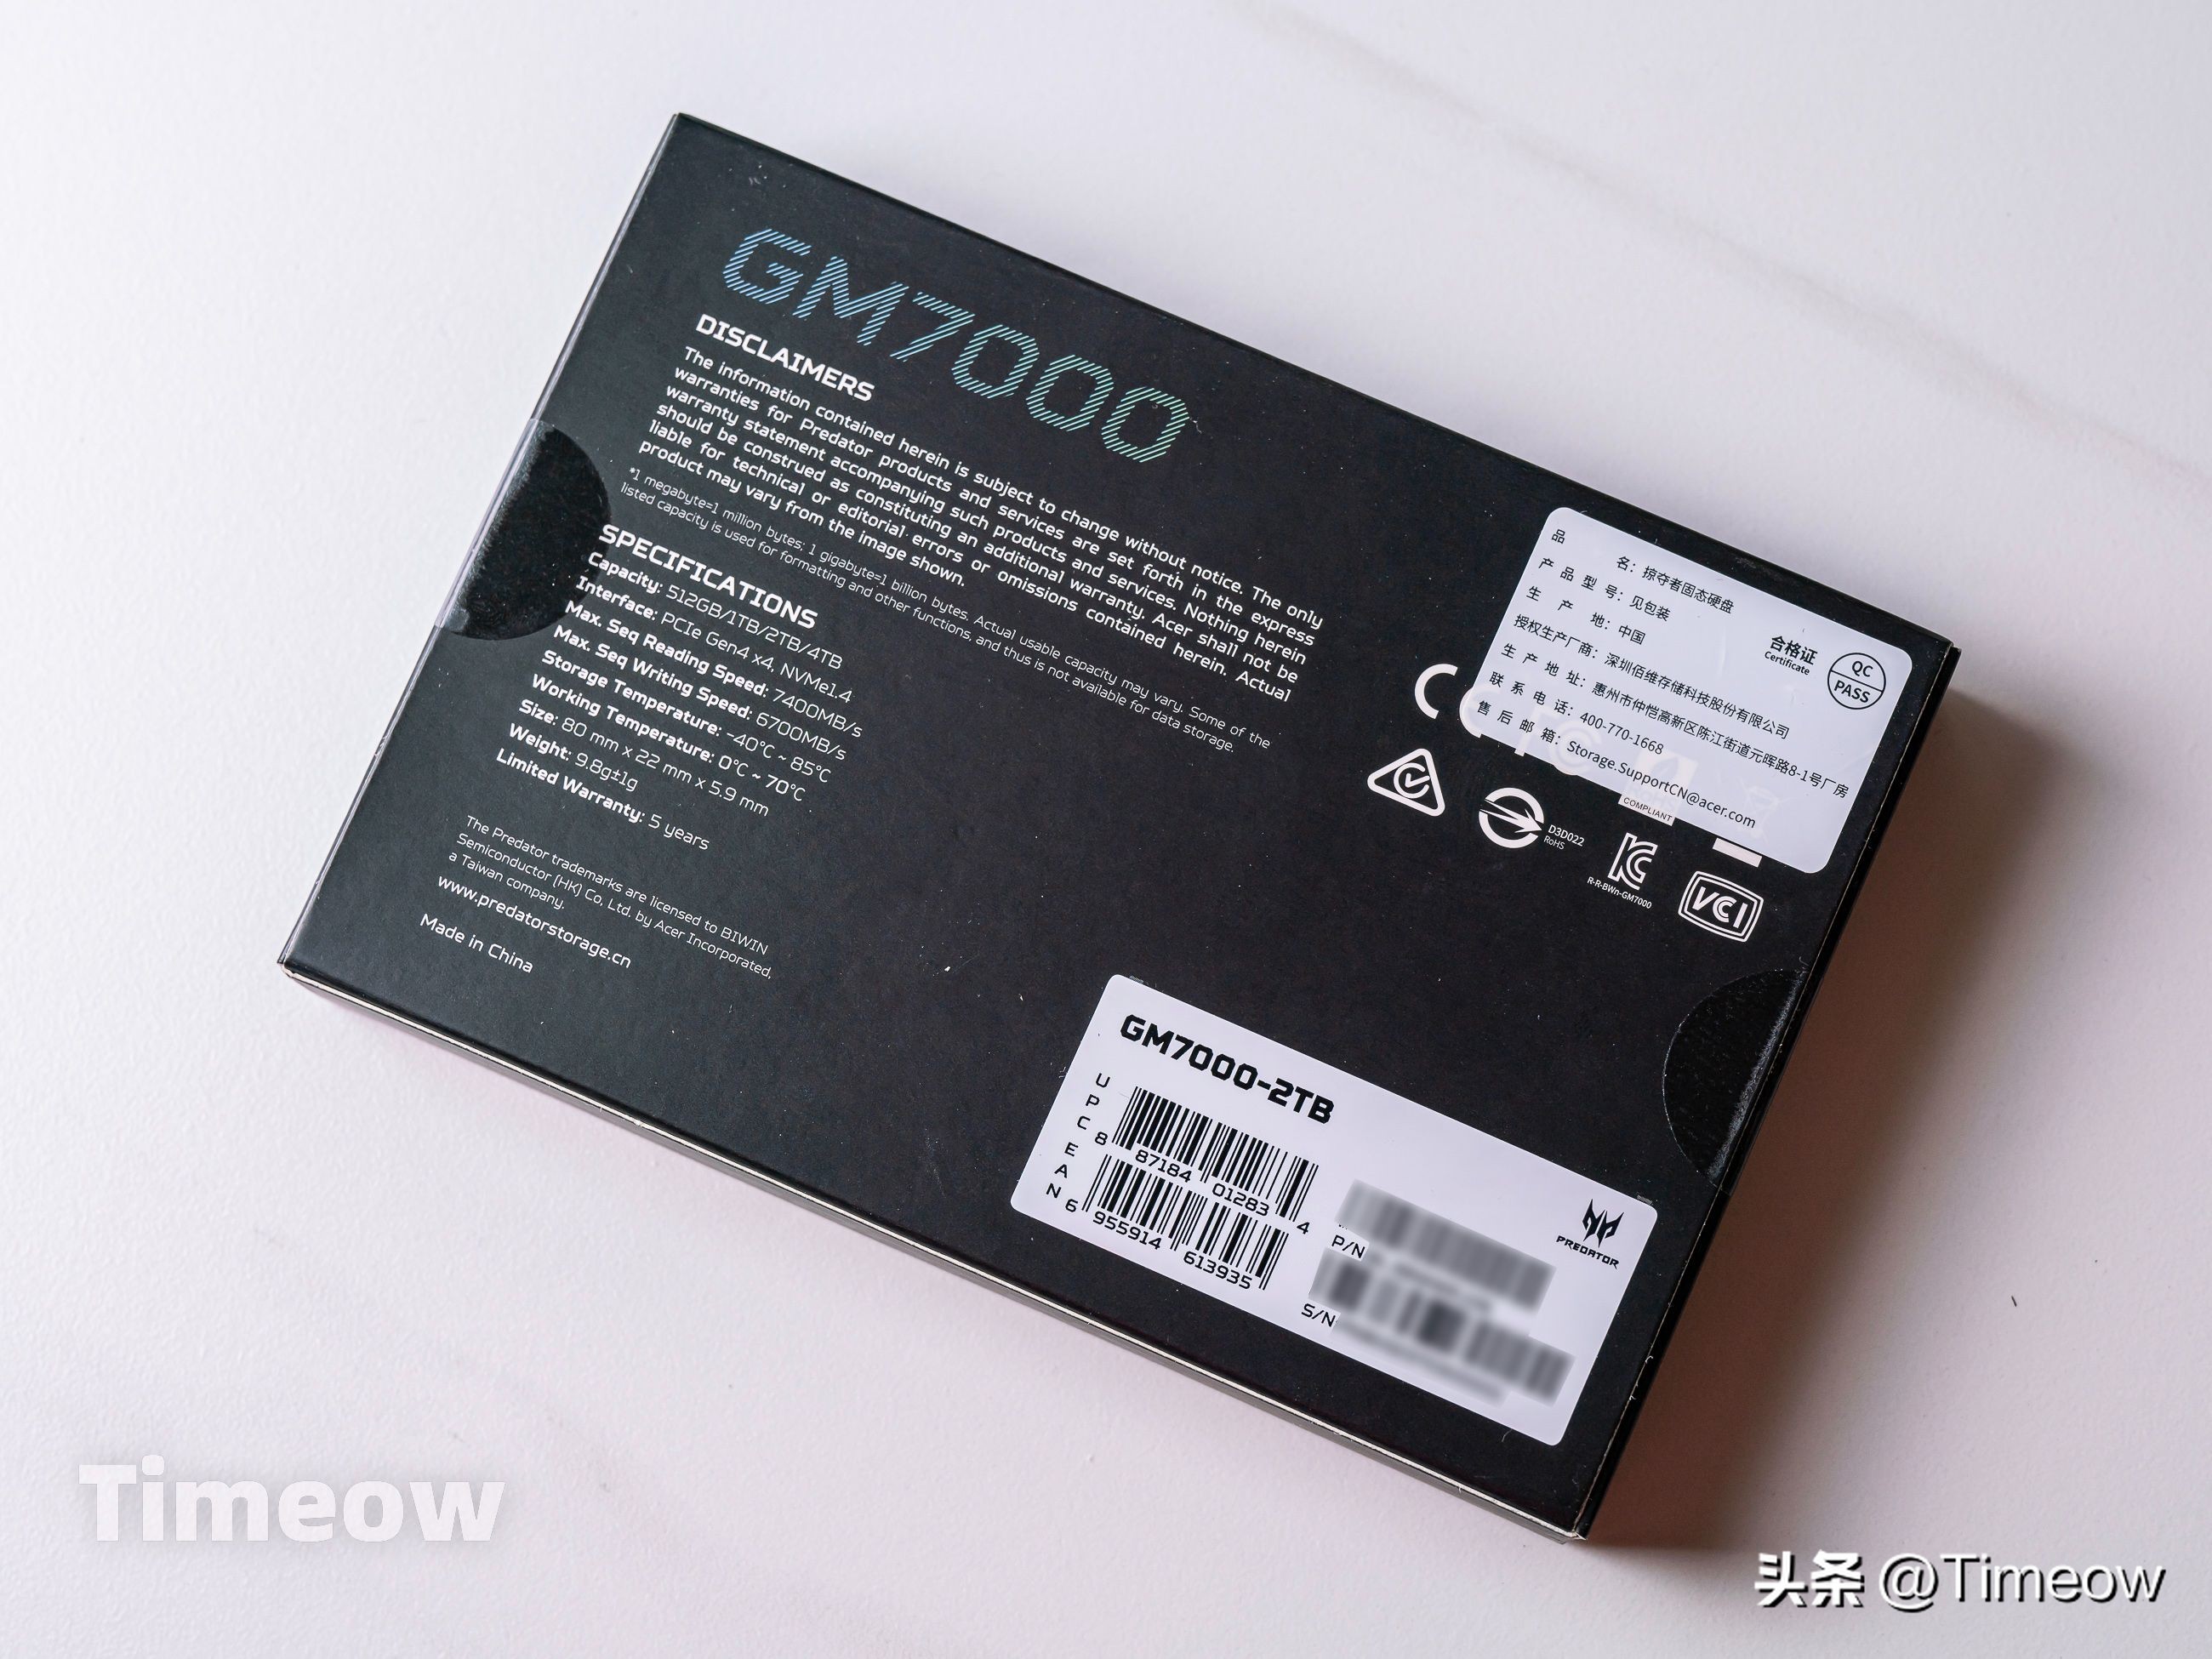 GM7000
DISCLAIMERS
The information contained herein is subject to change without notice. The only
warranties for Predator products and services are set forth in the express
warranty statement accompanying such products and services. Nothing herein
should be construed as constituting an additional warranty. Acer shall not be
liable for technical or editorial errors or omissions contained herein. Actual
product may vary from the image shown.
*1 megabyte=1 million bytes; 1 gigabyte=1 billion bytes. Actual usable capacity may vary. Some of the
listed capacity is used for formatting and other functions, and thus is not available for data storage.
SPECIFICATIONS
Capacity: 512GB/1TB/2TB/4TB
Interface: PCIe Gen4 x4, NVMe1.4
Max. Seq Reading Speed: 7400MB/s
Max. Seq Writing Speed: 6700MB/s
Storage Temperature: -40℃ ~ 85℃
Working Temperature: 0℃ ~ 70℃
Size: 80 mm x 22 mm x 5.9 mm
Weight: 9.8g±1g
Limited Warranty: 5 years
The Predator trademarks are licensed to BIWIN
Semiconductor (HK) Co., Ltd. by Acer Incorporated,
a Taiwan company.
www.predatorstorage.cn
Made in China
品 名：掠夺者固态硬盘
产品型号：见包装
生 产 地：中国
授权生产厂商：深圳佰维存储科技股份有限公司
生产地址：惠州市仲恺高新区陈江街道元晖路8-1号厂房
联系电话：400-770-1668
售后邮箱：Storage.SupportCN@acer.com
合格证
Certificate
QC
PASS
COMPLIANT
D3D022
RoHS
R-R-BWn-GM7000
VCI
GM7000-2TB
UPC
8 87184 01283 4
EAN
6 955914 613935
P/N
S/N
PREDATOR
Timeow
头条 @Timeow